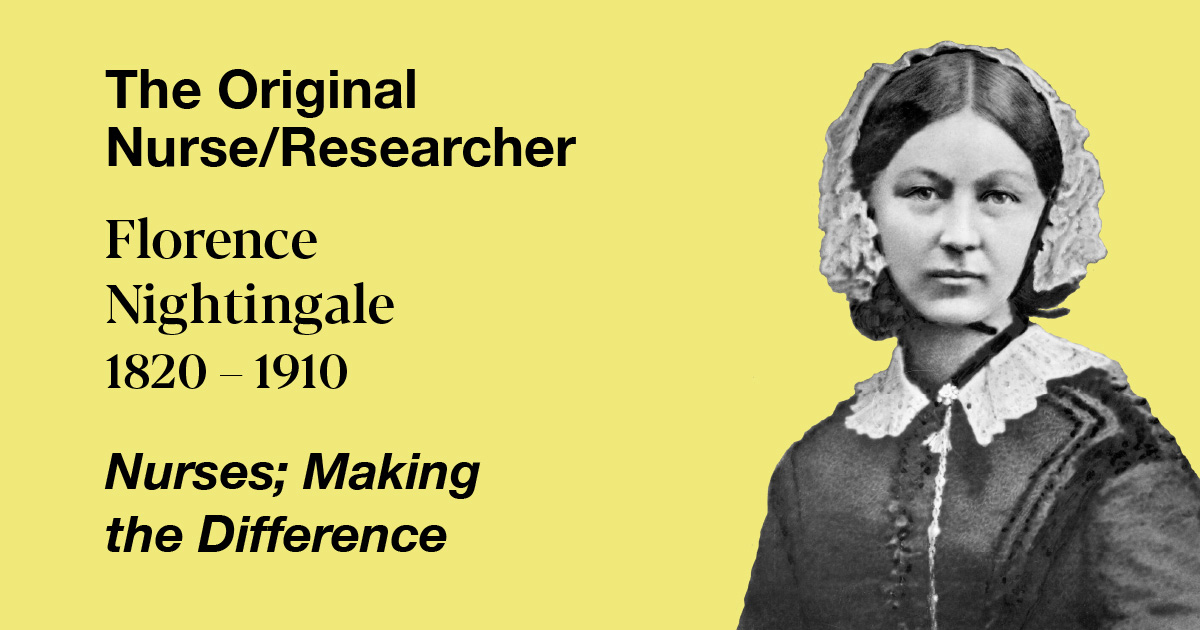 The Original
Nurse/Researcher
Florence
Nightingale
1820 – 1910
Nurses; Making
the Difference